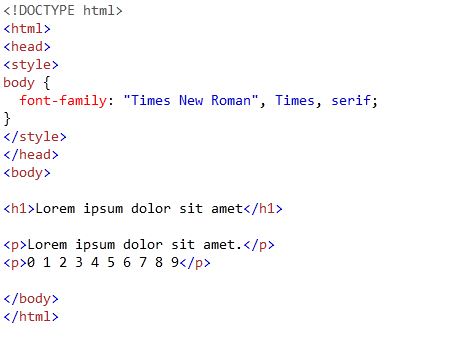 <!DOCTYPE html>
<html>
<head>
<style>
body {
  font-family: "Times New Roman", Times, serif;
}
</style>
</head>
<body>

<h1>Lorem ipsum dolor sit amet</h1>

<p>Lorem ipsum dolor sit amet.</p>
<p>0 1 2 3 4 5 6 7 8 9</p>

</body>
</html>